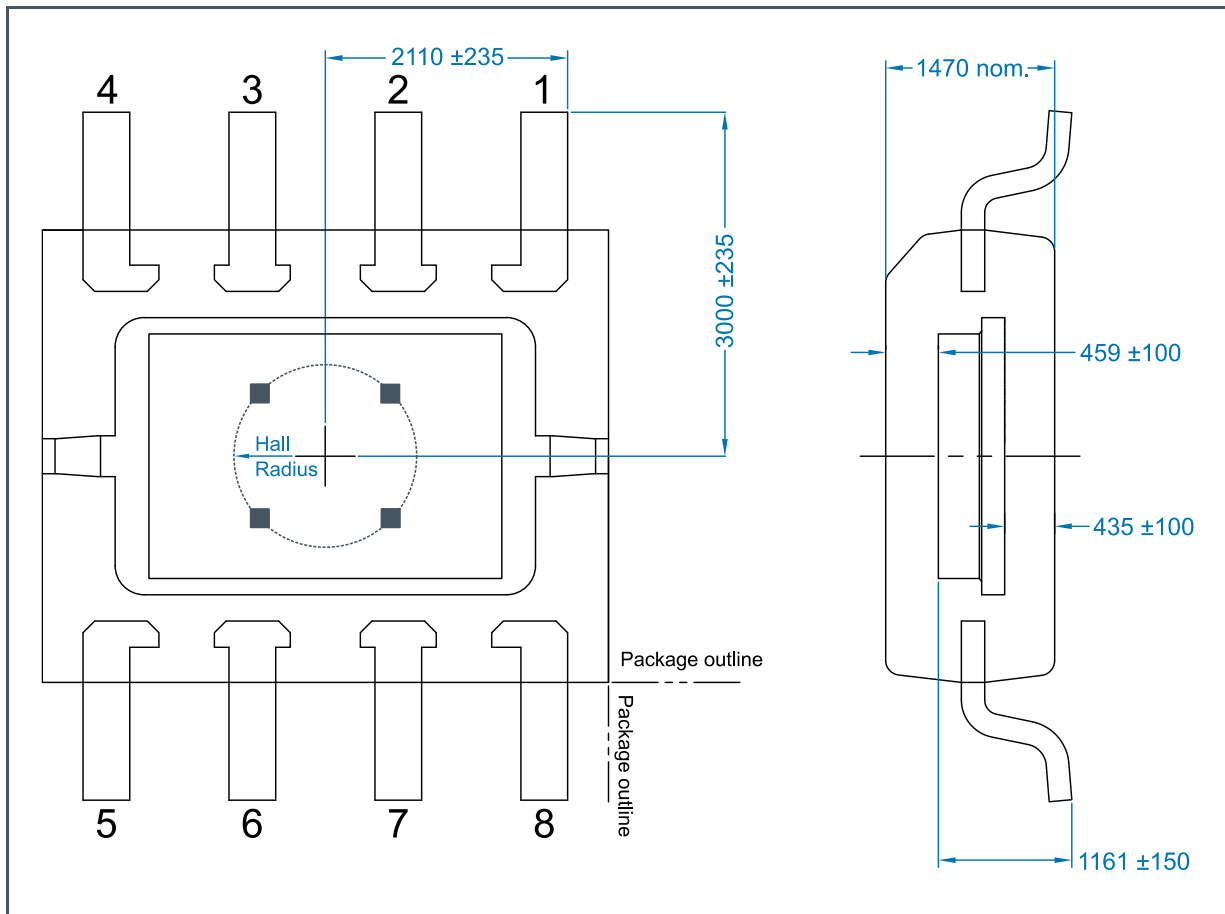 2110 ±235
1470 nom.
4 3 2 1
3000 ±235
459 ±100
Hall
Radius
435 ±100
Package outline
Package outline
5 6 7 8
1161 ±150